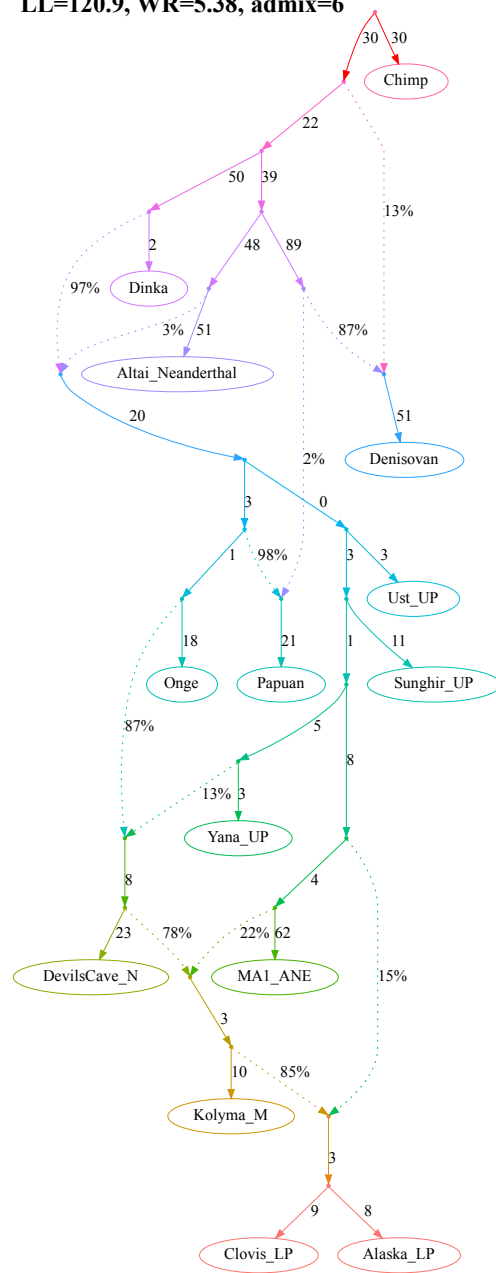 LL=120.9, WR=5.38, admix=6
30 30
Chimp
22
50 39
13%
48 89
97% 2
Dinka
3% 51 87%
Altai_Neanderthal
20 51
Denisovan
2%
3 0
1 98% 3 3
Ust_UP
18 21 1 11
Onge Papuan Sunghir_UP
87% 5
8
13% 3
Yana_UP
8 4
23 78% 22% 62
DevilsCave_N MA1_ANE 15%
3
10 85%
Kolyma_M
3
9 8
Clovis_LP Alaska_LP